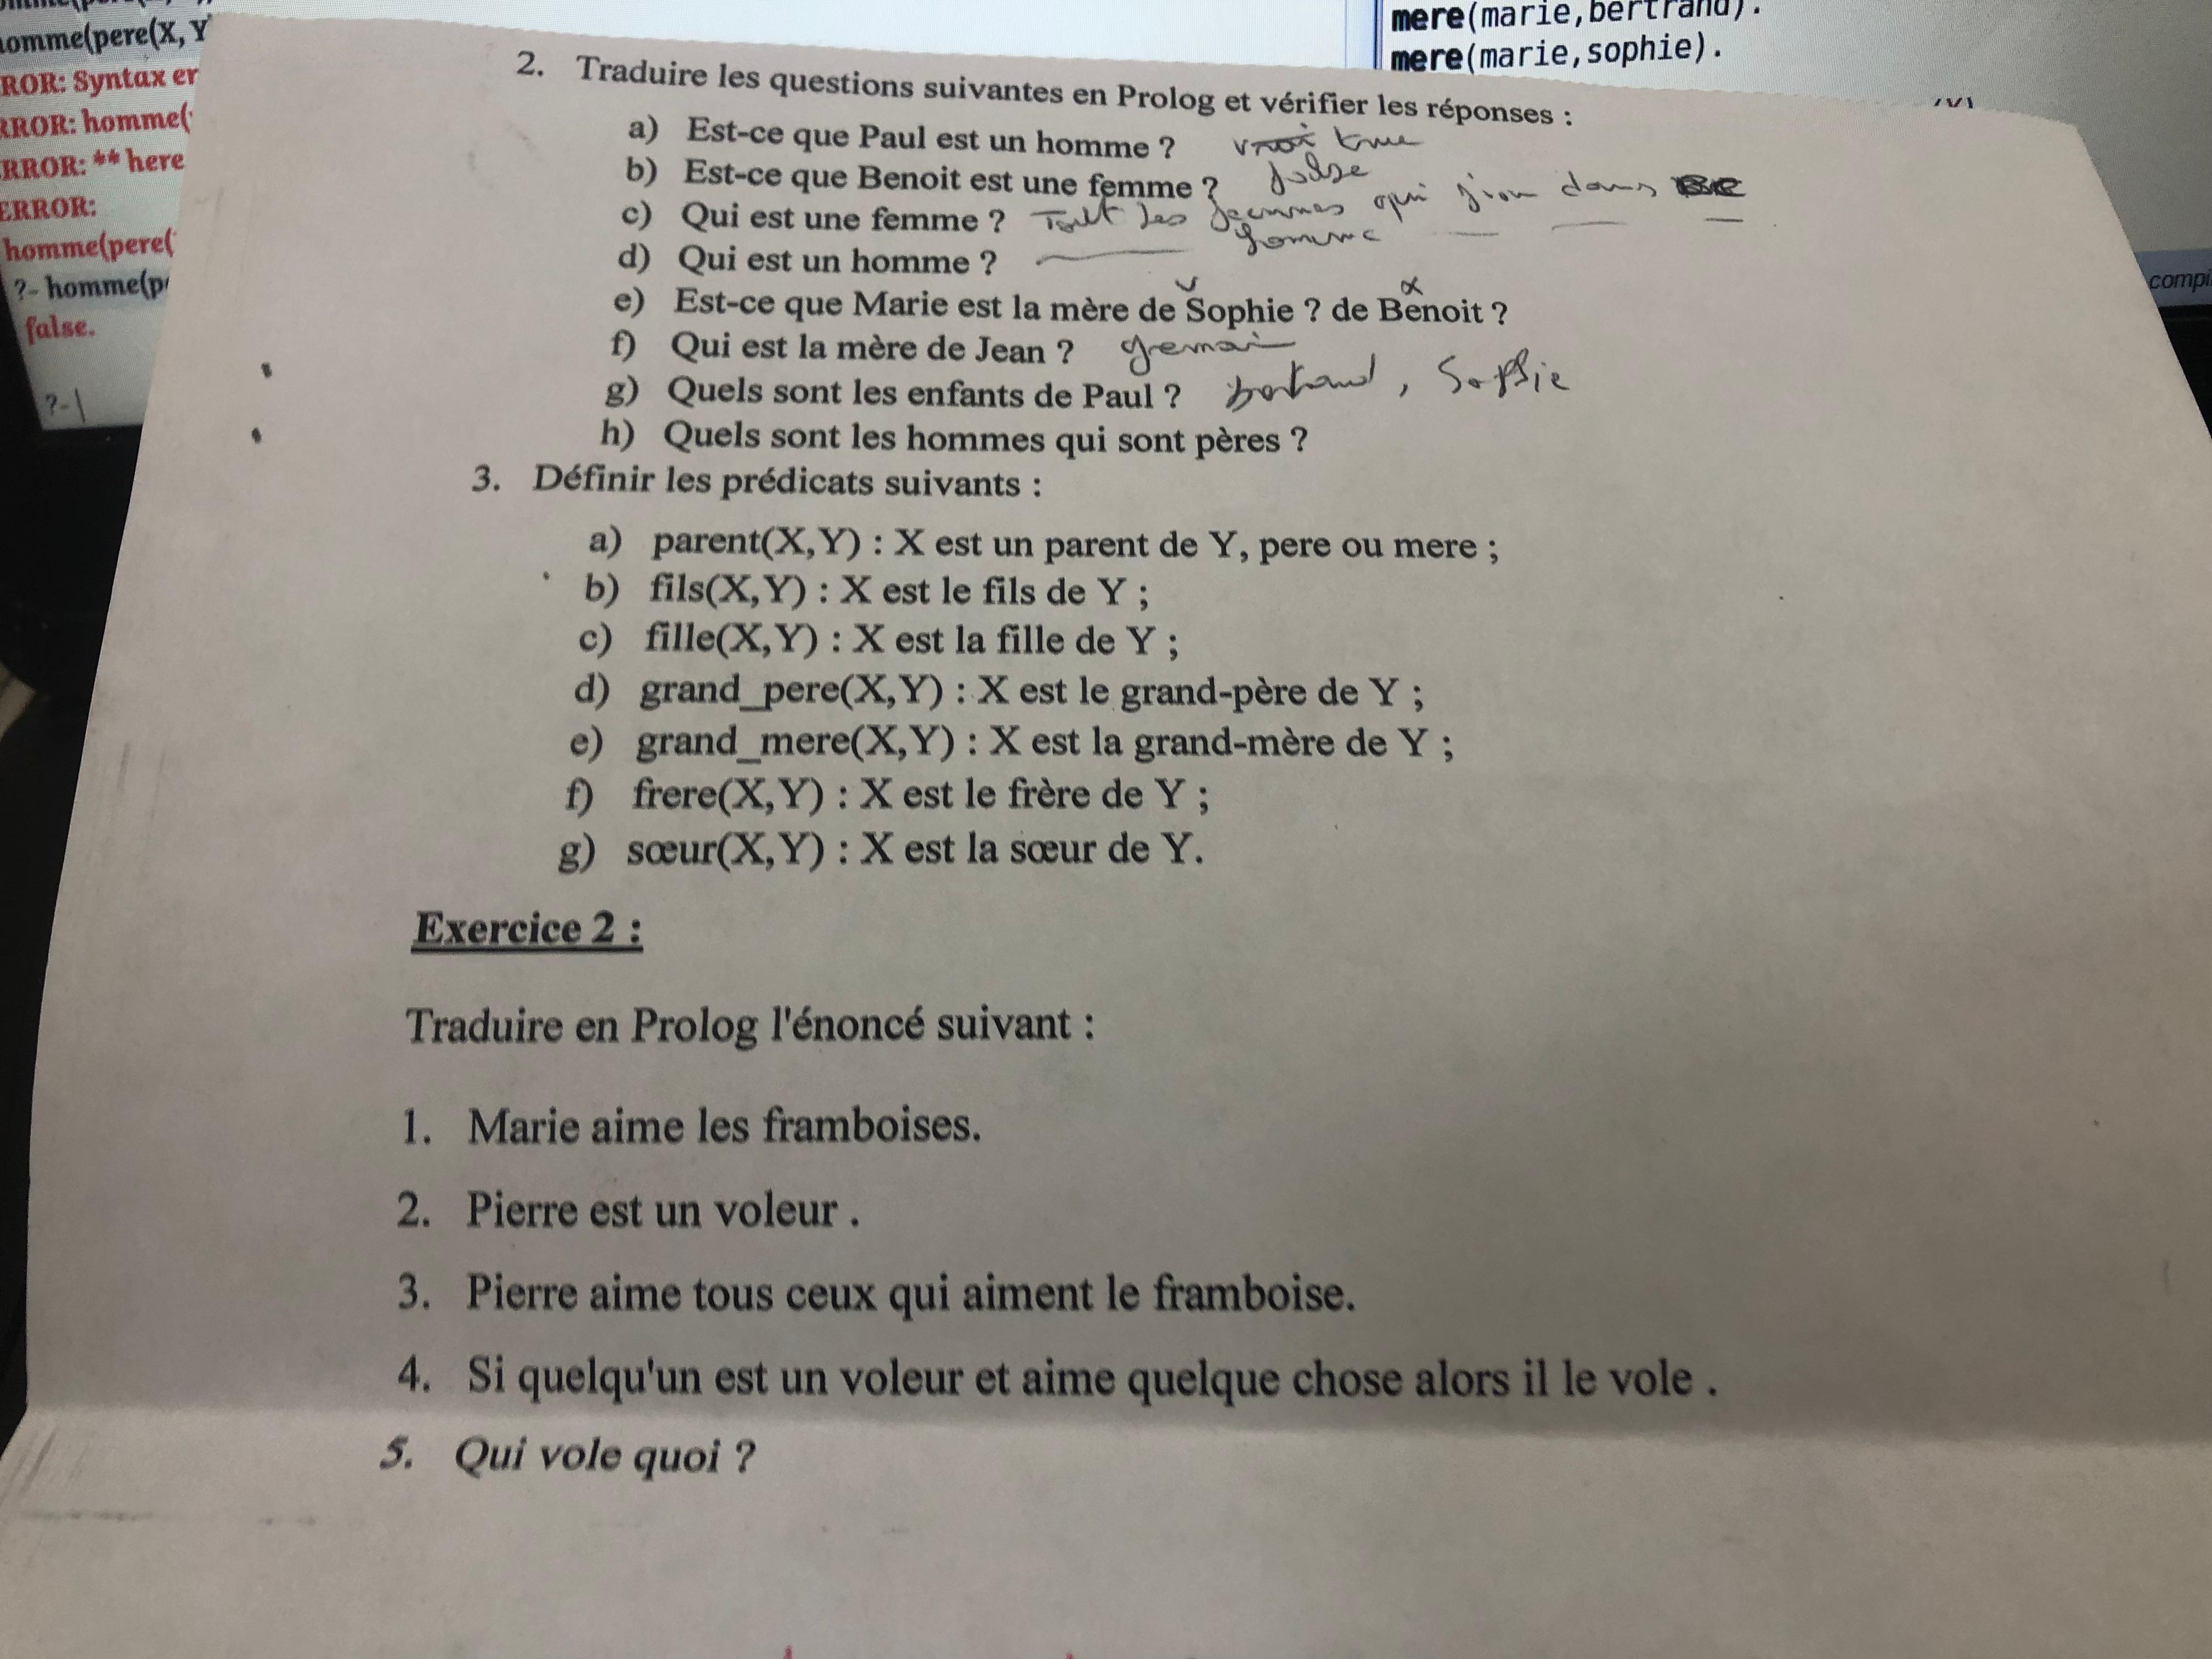 omme(pere(X, Y
ROR: Syntax er
RROR: homme(
RROR: ** here
ERROR:
homme(pere(
?- homme(p
false.
?-|
mere(marie,bertrand).
mere(marie,sophie).
compi
2. Traduire les questions suivantes en Prolog et vérifier les réponses :
a) Est-ce que Paul est un homme ? true
b) Est-ce que Benoit est une femme ? false
c) Qui est une femme ? Tout les femmes qui dans
d) Qui est un homme ? homme
e) Est-ce que Marie est la mère de Sophie ? de Benoit ?
f) Qui est la mère de Jean ?
g) Quels sont les enfants de Paul ? bertrand, Sophie
h) Quels sont les hommes qui sont pères ?
3. Définir les prédicats suivants :
a) parent(X,Y) : X est un parent de Y, pere ou mere ;
b) fils(X,Y) : X est le fils de Y ;
c) fille(X,Y) : X est la fille de Y ;
d) grand_pere(X,Y) : X est le grand-père de Y ;
e) grand_mere(X,Y) : X est la grand-mère de Y ;
f) frere(X,Y) : X est le frère de Y ;
g) sœur(X,Y) : X est la sœur de Y.
Exercice 2 :
Traduire en Prolog l'énoncé suivant :
1. Marie aime les framboises.
2. Pierre est un voleur .
3. Pierre aime tous ceux qui aiment le framboise.
4. Si quelqu'un est un voleur et aime quelque chose alors il le vole .
5. Qui vole quoi ?